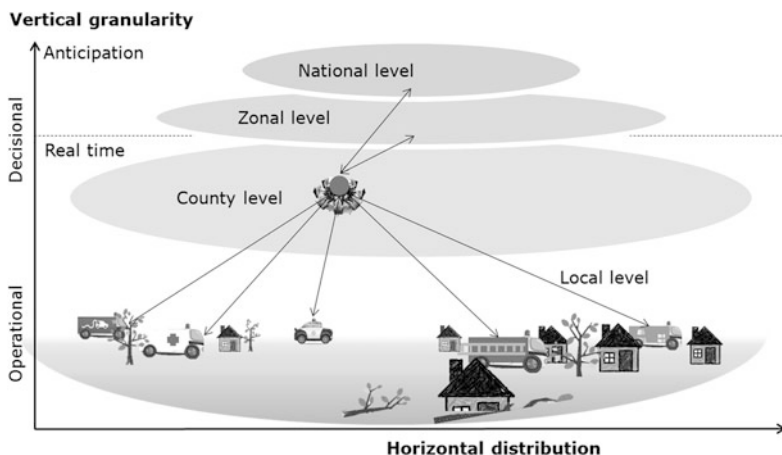 Vertical granularity
Anticipation
National level
Zonal level
Decisional
Real time
County level
Local level
Operational
Horizontal distribution